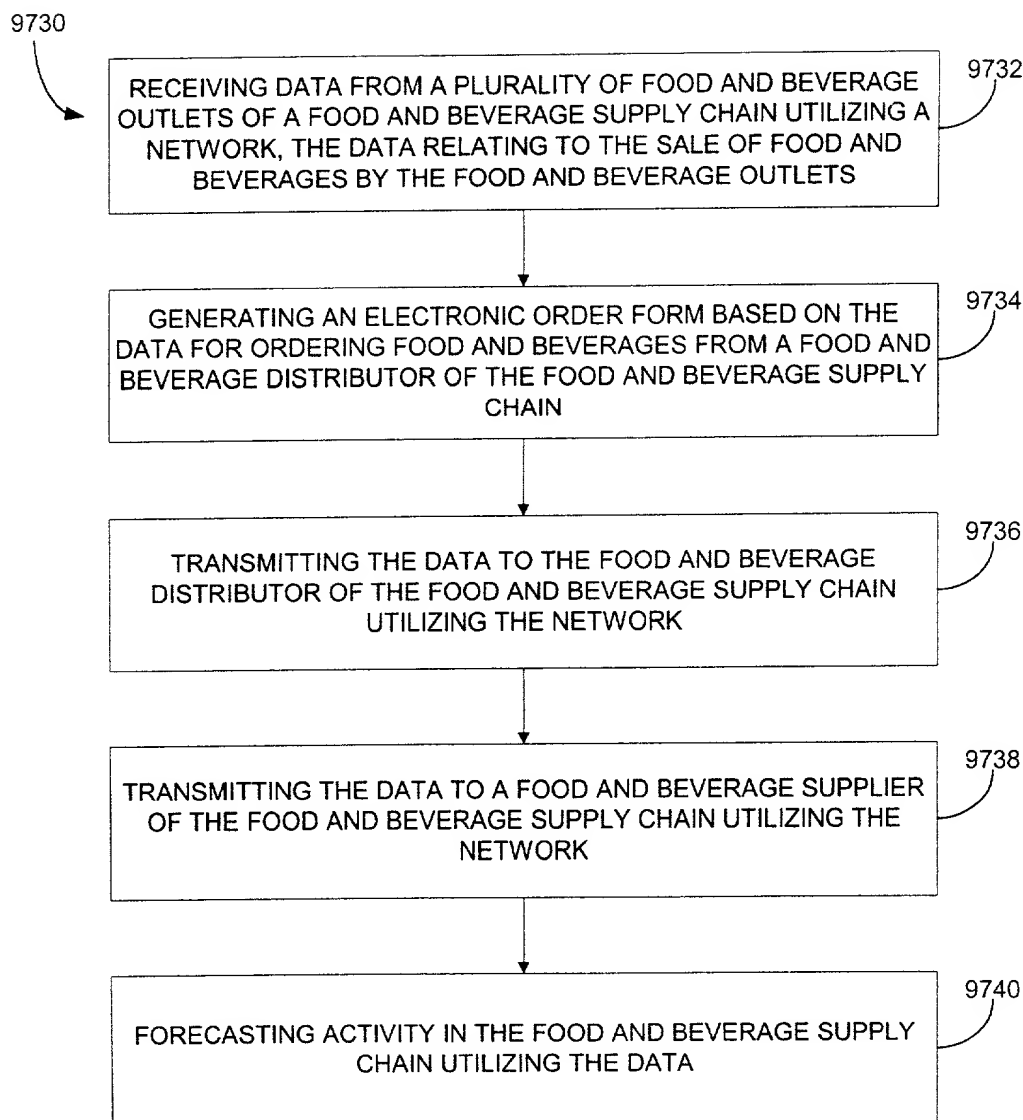 9730
RECEIVING DATA FROM A PLURALITY OF FOOD AND BEVERAGE
OUTLETS OF A FOOD AND BEVERAGE SUPPLY CHAIN UTILIZING A
NETWORK, THE DATA RELATING TO THE SALE OF FOOD AND
BEVERAGES BY THE FOOD AND BEVERAGE OUTLETS
9732
GENERATING AN ELECTRONIC ORDER FORM BASED ON THE
DATA FOR ORDERING FOOD AND BEVERAGES FROM A FOOD AND
BEVERAGE DISTRIBUTOR OF THE FOOD AND BEVERAGE SUPPLY
CHAIN
9734
TRANSMITTING THE DATA TO THE FOOD AND BEVERAGE
DISTRIBUTOR OF THE FOOD AND BEVERAGE SUPPLY CHAIN
UTILIZING THE NETWORK
9736
TRANSMITTING THE DATA TO A FOOD AND BEVERAGE SUPPLIER
OF THE FOOD AND BEVERAGE SUPPLY CHAIN UTILIZING THE
NETWORK
9738
FORECASTING ACTIVITY IN THE FOOD AND BEVERAGE SUPPLY
CHAIN UTILIZING THE DATA
9740